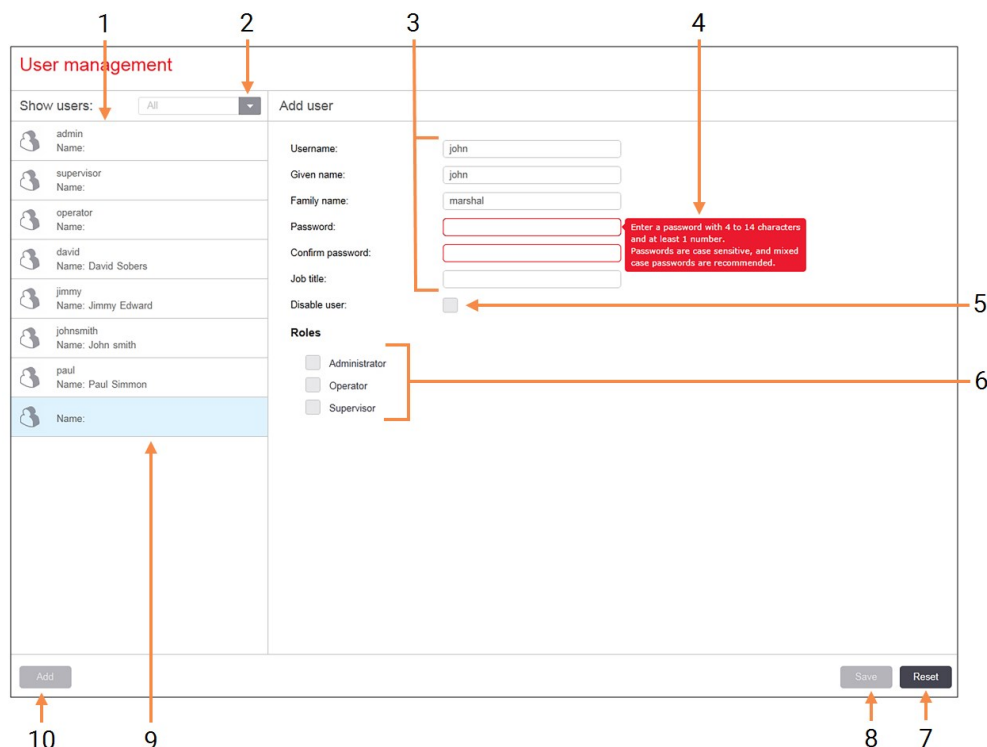 1 2 3 4
User management
Show users: All
Add user
admin
Name:
supervisor
Name:
operator
Name:
david
Name: David Sobers
jimmy
Name: Jimmy Edward
johnsmith
Name: John smith
paul
Name: Paul Simmon
Name:
Username: john
Given name: john
Family name: marshal
Password:
Enter a password with 4 to 14 characters
and at least 1 number.
Passwords are case sensitive, and mixed
case passwords are recommended.
Confirm password:
Job title:
Disable user:
5
Roles
Administrator
Operator
Supervisor
6
Add
Save Reset
10 9 8 7